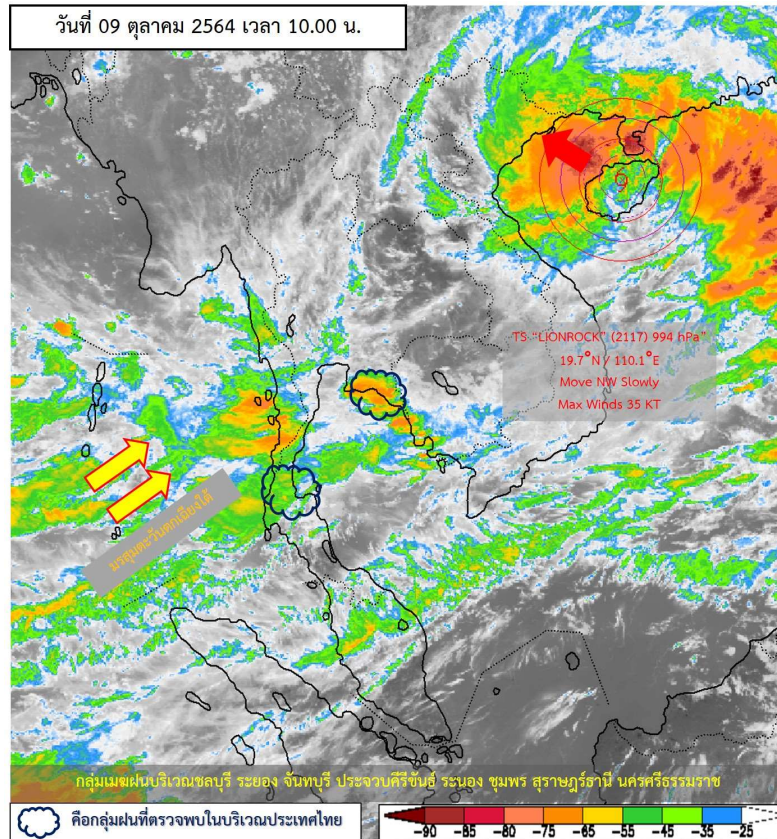 วันที่ 09 ตุลาคม 2564 เวลา 10.00 น.
"TS "LIONROCK" (2117) 994 hPa"
19.7°N / 110.1°E
Move NW Slowly
Max Winds 35 KT
มรสุมตะวันตกเฉียงใต้
กลุ่มเมฆฝนบริเวณชลบุรี ระยอง จันทบุรี ประจวบคีรีขันธ์ ระนอง ชุมพร สุราษฎร์ธานี นครศรีธรรมราช
คือกลุ่มฝนที่ตรวจพบในบริเวณประเทศไทย
-90 -85 -80 -75 -65 -55 -45 -35 -25